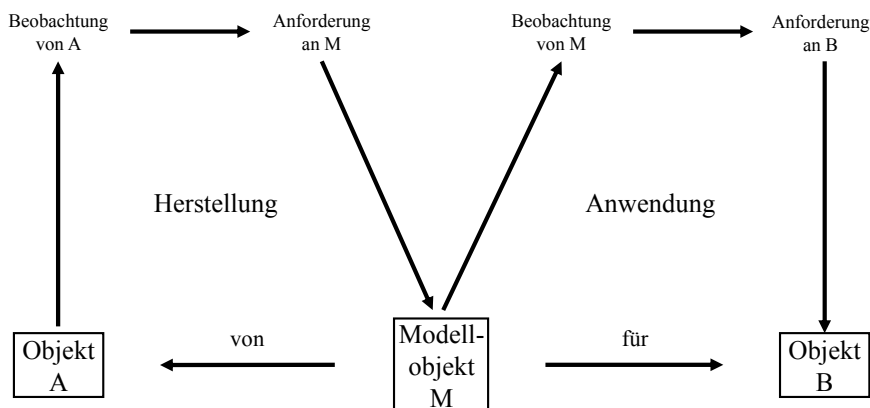 Beobachtung
von A
Anforderung
an M
Beobachtung
von M
Anforderung
an B
Herstellung
Anwendung
Objekt
A
von
Modell-
objekt
M
für
Objekt
B